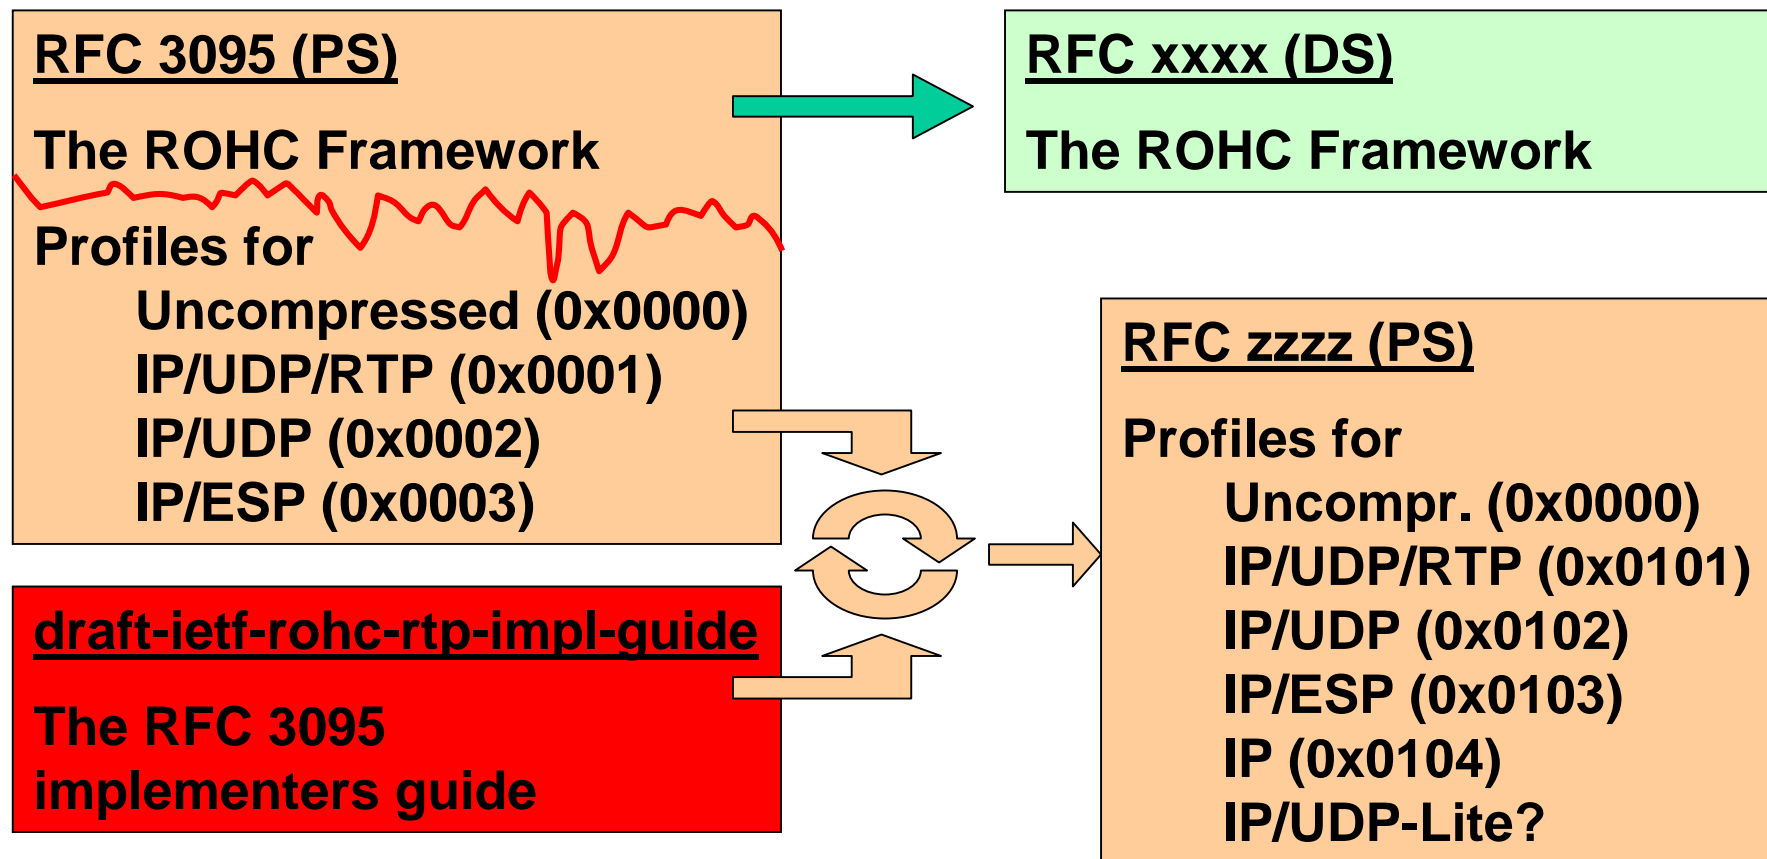 RFC 3095 (PS)
The ROHC Framework
Profiles for
Uncompressed (0x0000)
IP/UDP/RTP (0x0001)
IP/UDP (0x0002)
IP/ESP (0x0003)
draft-ietf-rohc-rtp-impl-guide
The RFC 3095
implementers guide
RFC xxxx (DS)
The ROHC Framework
RFC zzzz (PS)
Profiles for
Uncompr. (0x0000)
IP/UDP/RTP (0x0101)
IP/UDP (0x0102)
IP/ESP (0x0103)
IP (0x0104)
IP/UDP-Lite?